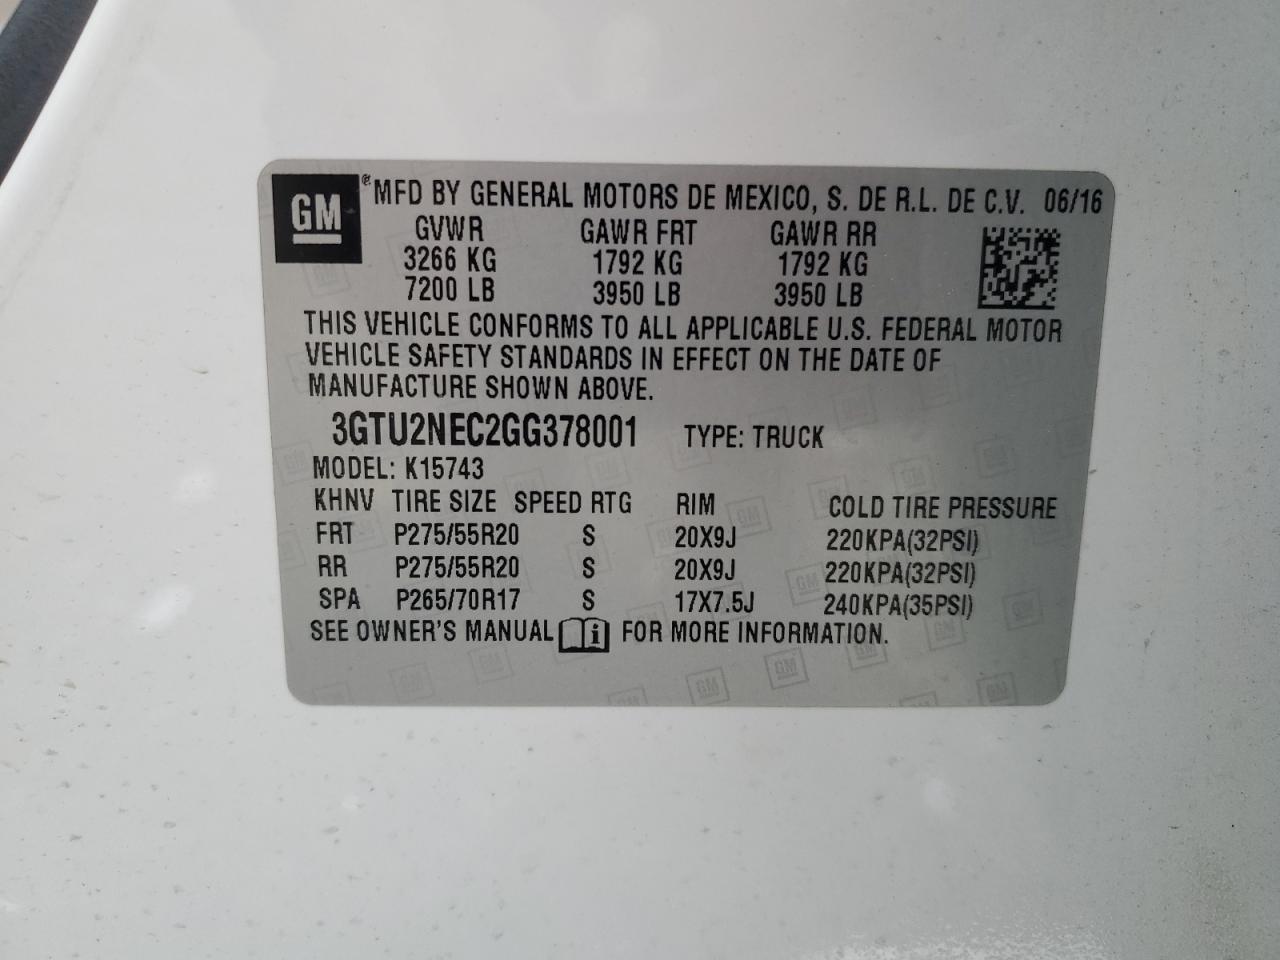 GM ® MFD BY GENERAL MOTORS DE MEXICO, S. DE R.L. DE C.V. 06/16
GVWR GAWR FRT GAWR RR
3266 KG 1792 KG 1792 KG
7200 LB 3950 LB 3950 LB
THIS VEHICLE CONFORMS TO ALL APPLICABLE U.S. FEDERAL MOTOR
VEHICLE SAFETY STANDARDS IN EFFECT ON THE DATE OF
MANUFACTURE SHOWN ABOVE.
3GTU2NEC2GG378001 TYPE: TRUCK
MODEL: K15743
KHNV TIRE SIZE SPEED RTG RIM COLD TIRE PRESSURE
FRT P275/55R20 S 20X9J 220KPA(32PSI)
RR P275/55R20 S 20X9J 220KPA(32PSI)
SPA P265/70R17 S 17X7.5J 240KPA(35PSI)
SEE OWNER'S MANUAL i FOR MORE INFORMATION.